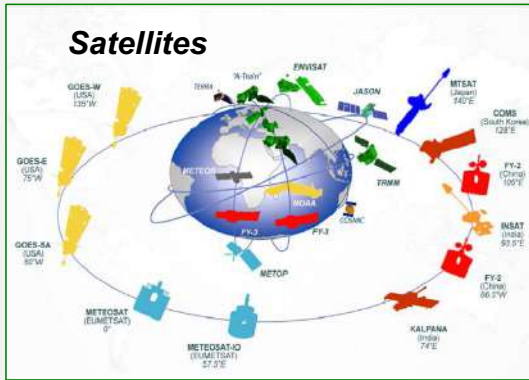 Satellites
GOES-W
(USA)
135°W
TERRA
"A-Train"
ENVISAT
JASON
MTSAT
(Japan)
140°E
COMS
(South Korea)
128°E
GOES-E
(USA)
75°W
METEOR
TRMM
FY-2
(China)
105°E
NOAA
COSMIC
INSAT
(India)
93.5°E
FY-3
FY-3
GOES-SA
(USA)
60°W
METOP
FY-2
(China)
86.5°W
METEOSAT
(EUMETSAT)
0°
METEOSAT-IO
(EUMETSAT)
57.5°E
KALPANA
(India)
74°E